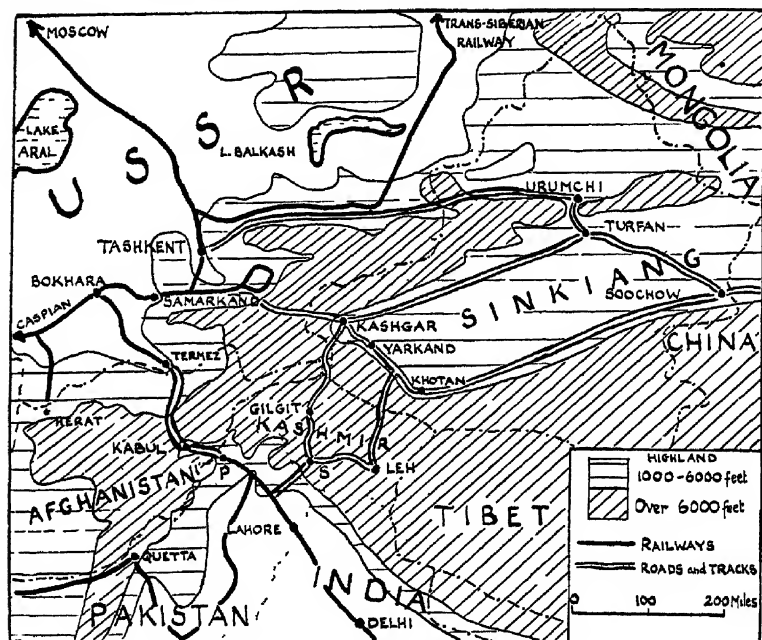 MOSCOW
TRANS-SIBERIAN
RAILWAY
MONGOLIA
LAKE
ARAL
USSR
L. BALKASH
URUMCHI
TURFAN
TASHKENT
BOKHARA
SAMARKAND
SINKIANG
SOOCHOW
CASPIAN
KASHGAR
YARKAND
CHINA
TERMEZ
KHOTAN
HERAT
GILGIT
KASHMIR
KABUL
P
S
LEH
AFGHANISTAN
TIBET
LAHORE
QUETTA
INDIA
PAKISTAN
DELHI
HIGHLAND
1000-6000 feet
Over 6000 feet
RAILWAYS
ROADS and TRACKS
0 100 200 Miles